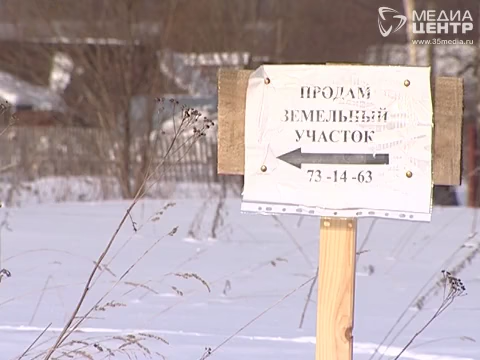 МЕДИА
ЦЕНТР
www.35media.ru
ПРОДАМ
ЗЕМЕЛЬНЫЙ
УЧАСТОК
73 -14 -63